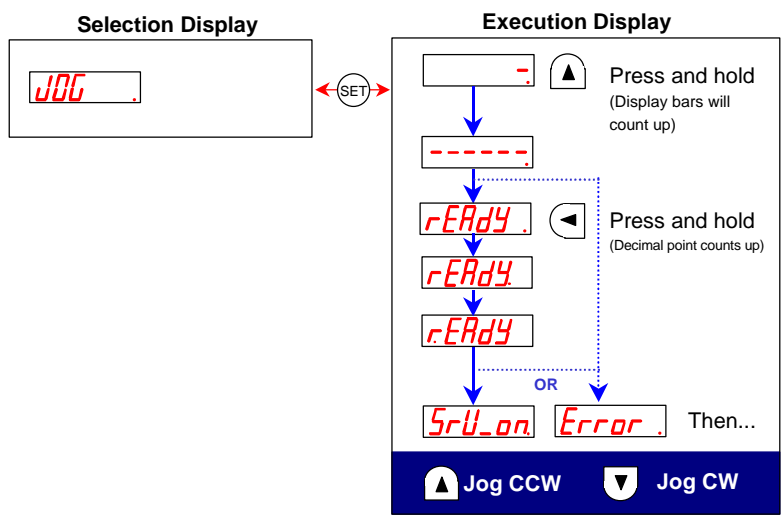 Selection Display
Execution Display
JOG .
SET
-.
Press and hold
(Display bars will
count up)
------.
rEAdY .
Press and hold
(Decimal point counts up)
rEAdY.
r.EAdY
OR
SrU_on.
Error .
Then...
Jog CCW
Jog CW